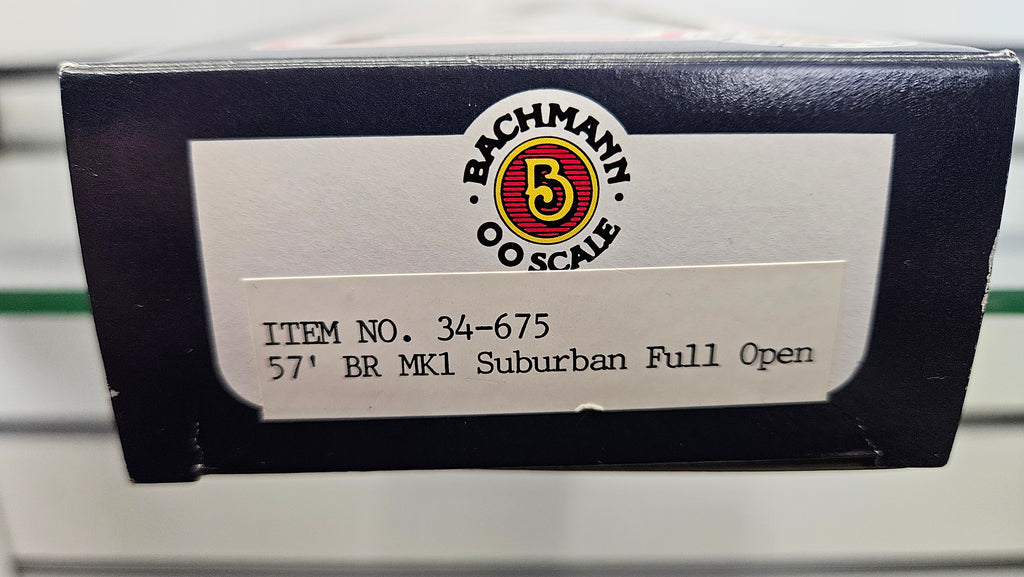 BACHMANN
B
OO SCALE
ITEM NO. 34-675
57' BR MK1 Suburban Full Open